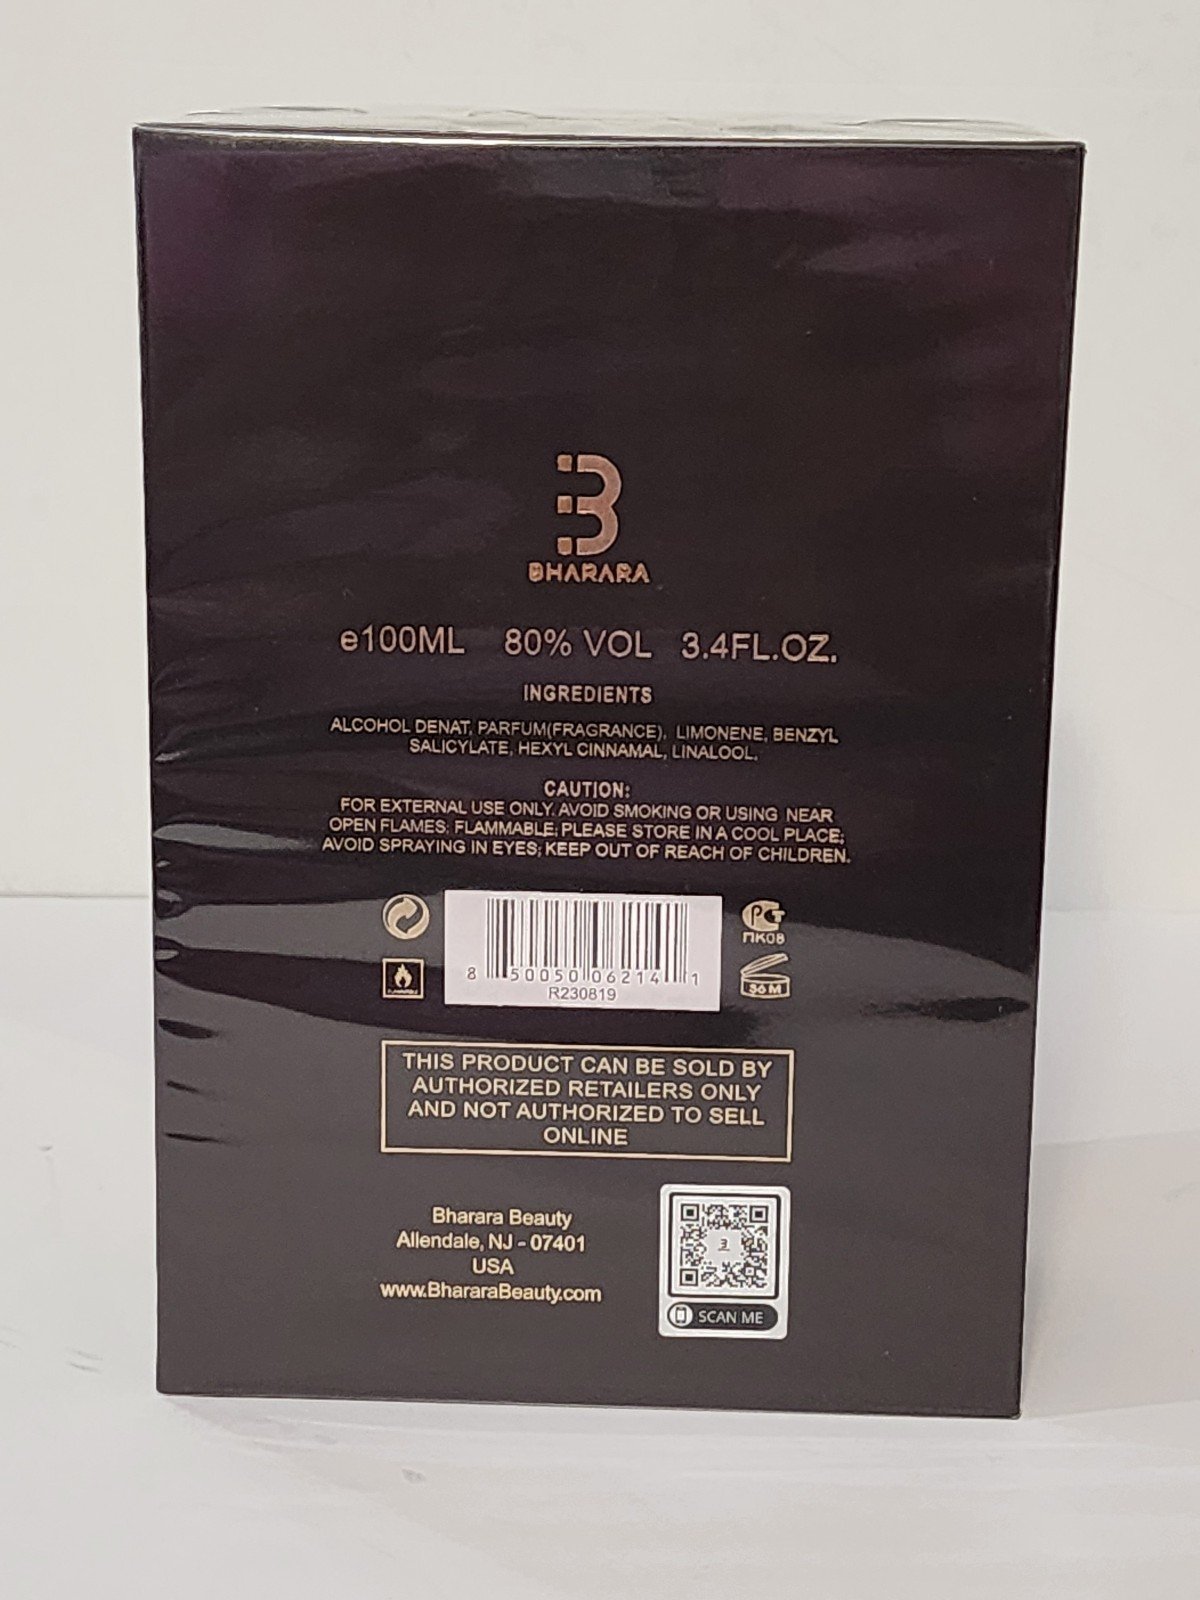 BHARARA
e100ML 80% VOL 3.4FL.OZ.
INGREDIENTS
ALCOHOL DENAT, PARFUM(FRAGRANCE), LIMONENE, BENZYL
SALICYLATE, HEXYL CINNAMAL, LINALOOL.
CAUTION:
FOR EXTERNAL USE ONLY. AVOID SMOKING OR USING NEAR
OPEN FLAMES; FLAMMABLE; PLEASE STORE IN A COOL PLACE;
AVOID SPRAYING IN EYES; KEEP OUT OF REACH OF CHILDREN.
8 50050 06214 1
R230819
ПК08
36 M
THIS PRODUCT CAN BE SOLD BY
AUTHORIZED RETAILERS ONLY
AND NOT AUTHORIZED TO SELL
ONLINE
Bharara Beauty
Allendale, NJ - 07401
USA
www.BhararaBeauty.com
SCAN ME